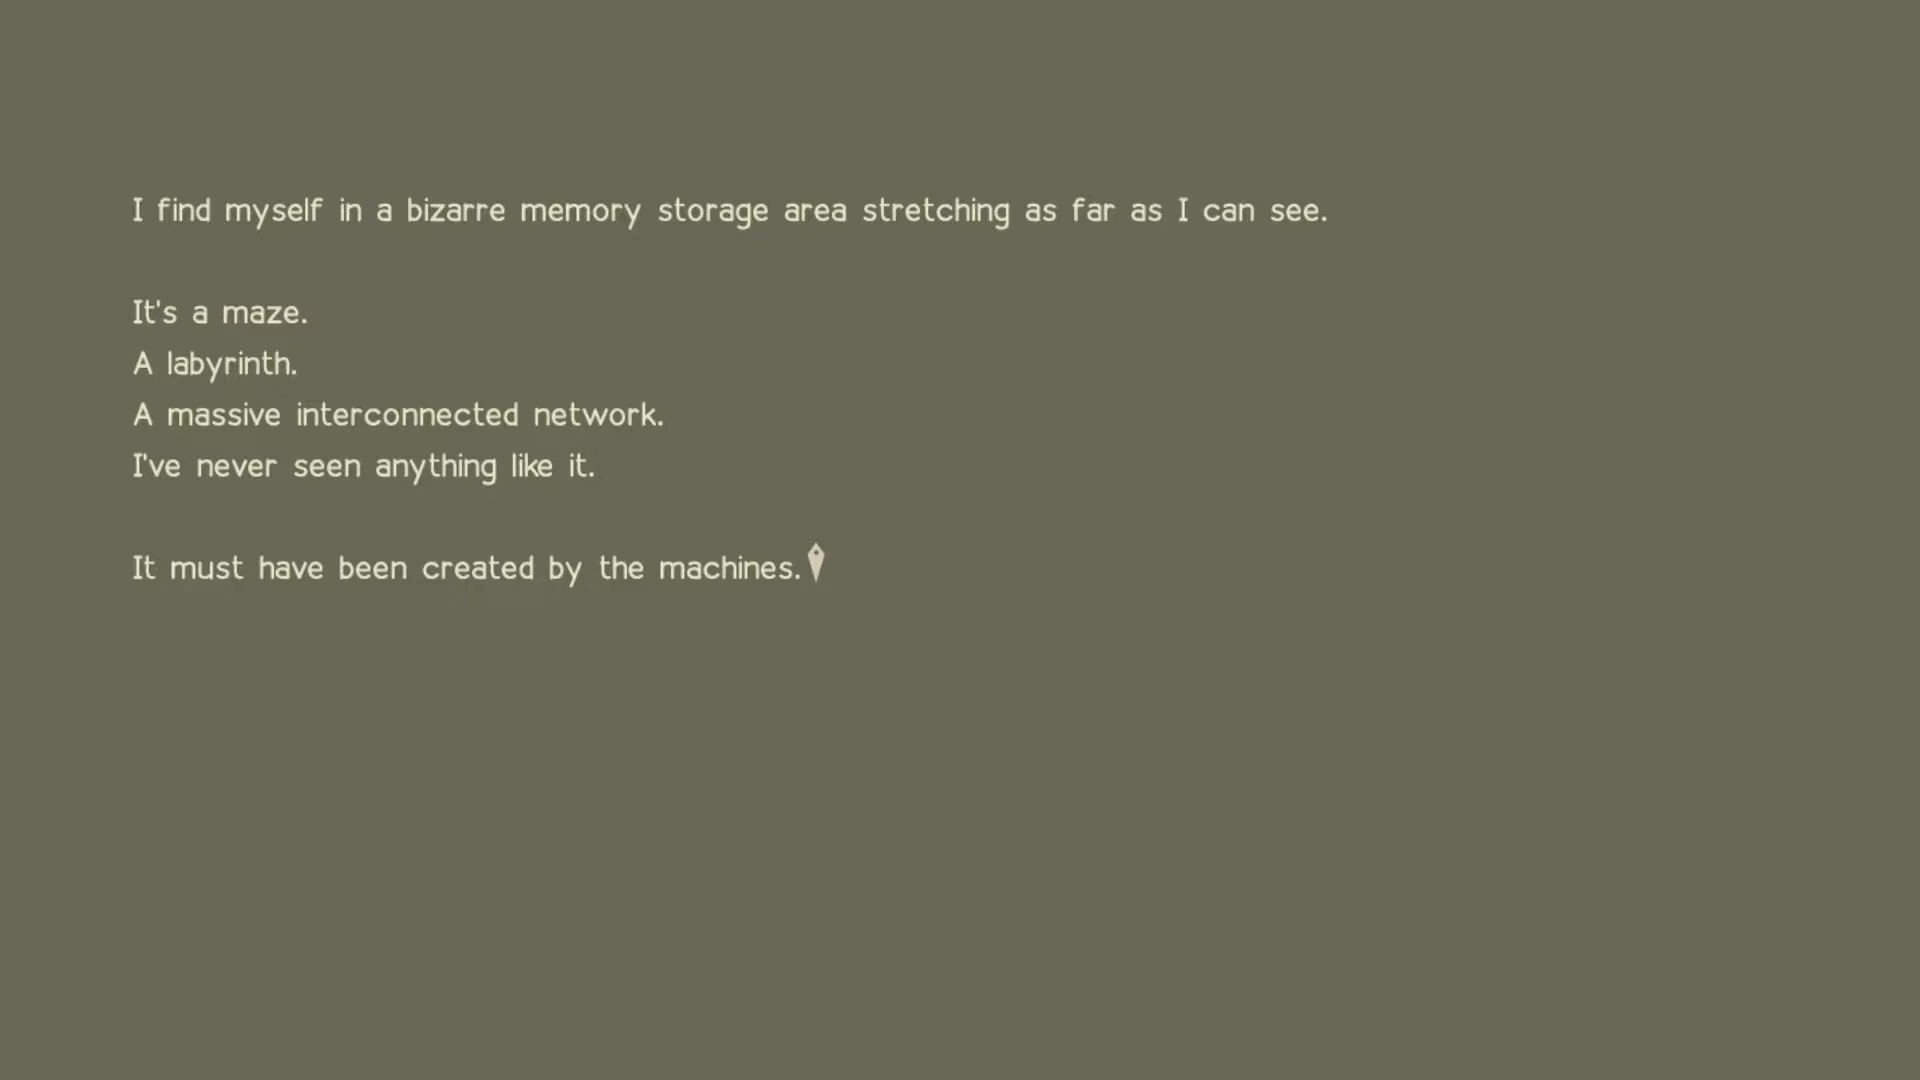 I find myself in a bizarre memory storage area stretching as far as I can see.
It's a maze.
A labyrinth.
A massive interconnected network.
I've never seen anything like it.
It must have been created by the machines.